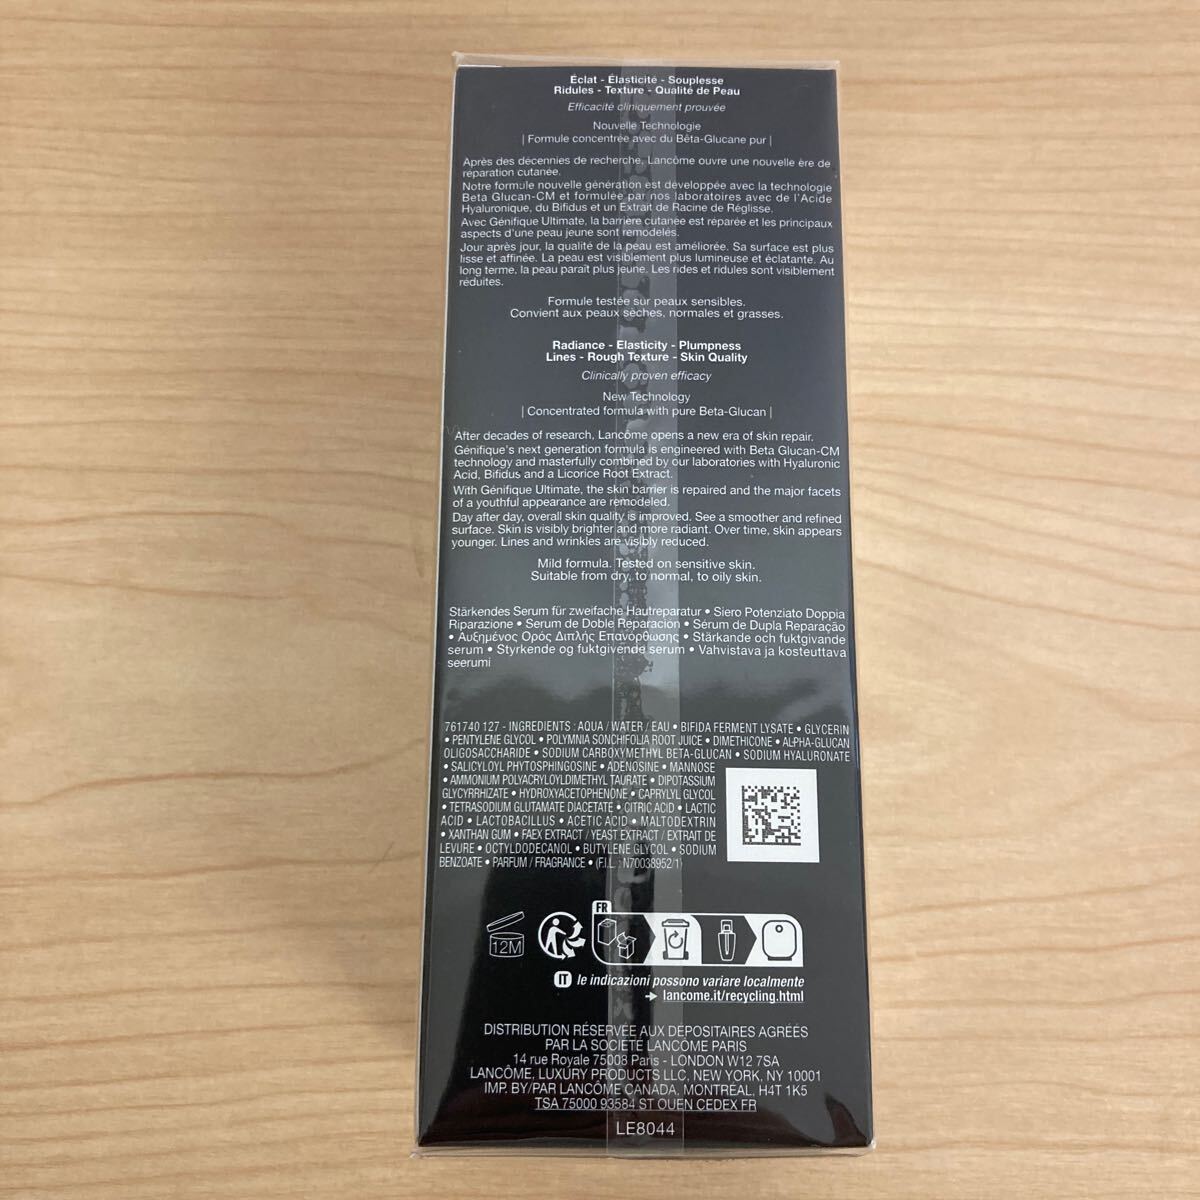 Éclat - Élasticité - Souplesse
Ridules - Texture - Qualité de Peau
Efficacité cliniquement prouvée
Nouvelle Technologie
| Formule concentrée avec du Bêta-Glucane pur |
Après des décennies de recherche, Lancôme ouvre une nouvelle ère de
réparation cutanée.
Notre formule nouvelle génération est développée avec la technologie
Beta Glucan-CM et formulée par nos laboratoires avec de l'Acide
Hyaluronique, du Bifidus et un Extrait de Racine de Réglisse.
Avec Génifique Ultimate, la barrière cutanée est réparée et les principaux
aspects d'une peau jeune sont remodelés.
Jour après jour, la qualité de la peau est améliorée. Sa surface est plus
lisse et affinée. La peau est visiblement plus lumineuse et éclatante. Au
long terme, la peau paraît plus jeune. Les rides et ridules sont visiblement
réduites.
Formule testée sur peaux sensibles.
Convient aux peaux sèches, normales et grasses.
Radiance - Elasticity - Plumpness
Lines - Rough Texture - Skin Quality
Clinically proven efficacy
New Technology
| Concentrated formula with pure Beta-Glucan |
After decades of research, Lancôme opens a new era of skin repair.
Génifique's next generation formula is engineered with Beta Glucan-CM
technology and masterfully combined by our laboratories with Hyaluronic
Acid, Bifidus and a Licorice Root Extract.
With Génifique Ultimate, the skin barrier is repaired and the major facets
of a youthful appearance are remodeled.
Day after day, overall skin quality is improved. See a smoother and refined
surface. Skin is visibly brighter and more radiant. Over time, skin appears
younger. Lines and wrinkles are visibly reduced.
Mild formula. Tested on sensitive skin.
Suitable from dry, to normal, to oily skin.
Stärkendes Serum für zweifache Hautreparatur • Siero Potenziato Doppia
Riparazione • Serum de Doble Reparación • Sérum de Dupla Reparação
• Αυξημένος Ορός Διπλής Επανόρθωσης • Stärkande och fuktgivande
serum • Styrkende og fuktgivende serum • Vahvistava ja kosteuttava
seerumi
761740 127 - INGREDIENTS : AQUA / WATER / EAU • BIFIDA FERMENT LYSATE • GLYCERIN
• PENTYLENE GLYCOL • POLYMNIA SONCHIFOLIA ROOT JUICE • DIMETHICONE • ALPHA-GLUCAN
OLIGOSACCHARIDE • SODIUM CARBOXYMETHYL BETA-GLUCAN • SODIUM HYALURONATE
• SALICYLOYL PHYTOSPHINGOSINE • ADENOSINE • MANNOSE
• AMMONIUM POLYACRYLOYLDIMETHYL TAURATE • DIPOTASSIUM
GLYCYRRHIZATE • HYDROXYACETOPHENONE • CAPRYLYL GLYCOL
• TETRASODIUM GLUTAMATE DIACETATE • CITRIC ACID • LACTIC
ACID • LACTOBACILLUS • ACETIC ACID • MALTODEXTRIN
• XANTHAN GUM • FAEX EXTRACT / YEAST EXTRACT / EXTRAIT DE
LEVURE • OCTYLDODECANOL • BUTYLENE GLYCOL • SODIUM
BENZOATE • PARFUM / FRAGRANCE • (F.I.L. : N70038952/1)
12M
FR
IT le indicazioni possono variare localmente
lancome.it/recycling.html
DISTRIBUTION RÉSERVÉE AUX DÉPOSITAIRES AGRÉÉS
PAR LA SOCIÉTÉ LANCÔME PARIS
14 rue Royale 75008 Paris - LONDON W12 7SA
LANCÔME, LUXURY PRODUCTS LLC, NEW YORK, NY 10001
IMP. BY/PAR LANCÔME CANADA, MONTRÉAL, H4T 1K5
TSA 75000 93584 ST OUEN CEDEX FR
LE8044